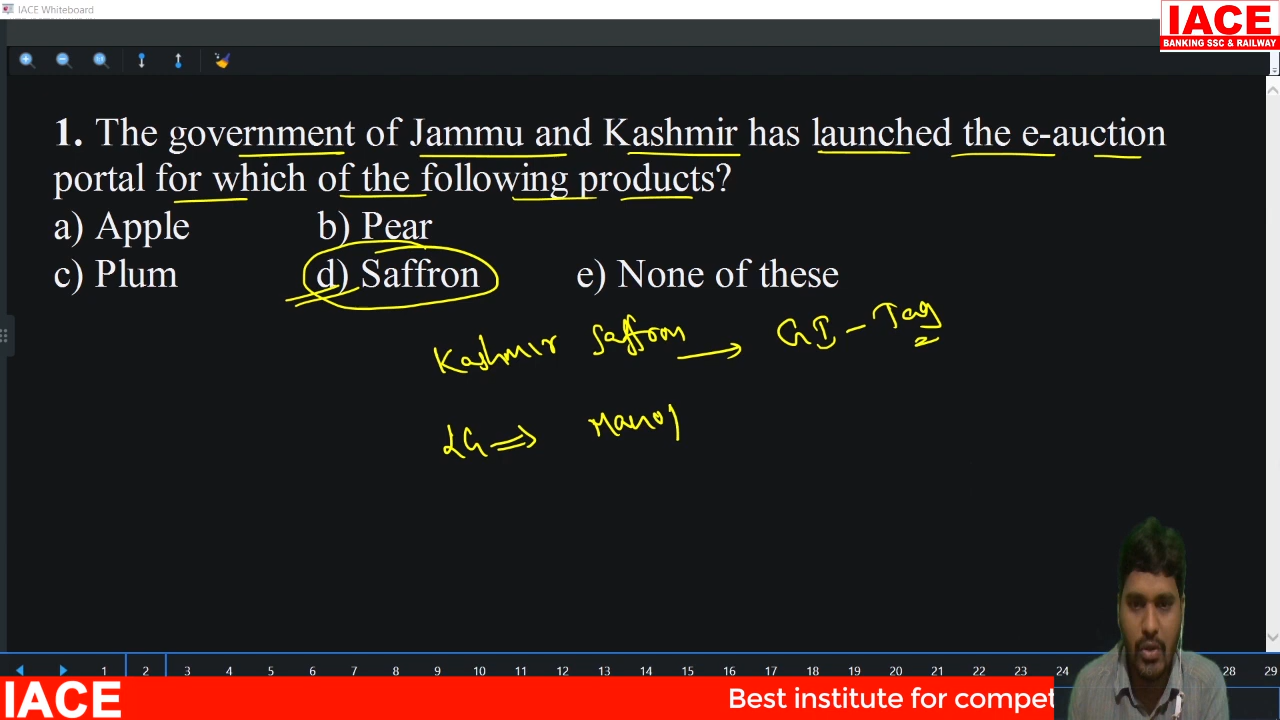 IACE Whiteboard
IACE
BANKING SSC & RAILWAY
1. The government of Jammu and Kashmir has launched the e-auction
portal for which of the following products?
a) Apple b) Pear
c) Plum d) Saffron e) None of these
Kashmir Saffron → GI - Tag
LG ⇒ Manoj
1 2 3 4 5 6 7 8 9 10 11 12 13 14 15 16 17 18 19 20 21 22 23 24 28 29
IACE Best institute for compet